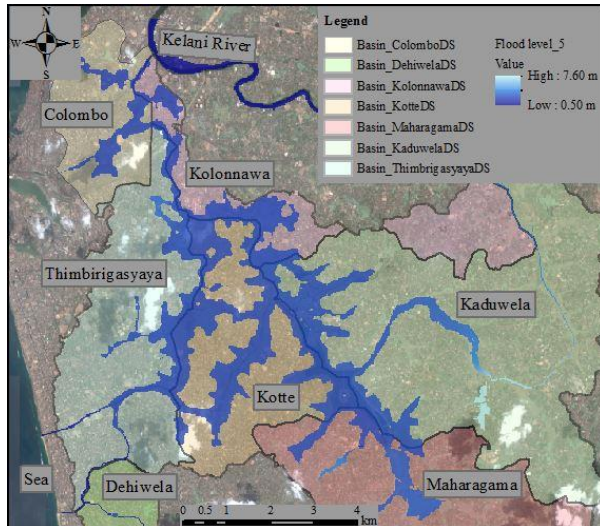 N
W E
S
Kelani River
Legend
Basin_ColomboDS
Basin_DehiwelaDS
Basin_KolonnawaDS
Basin_KotteDS
Basin_MaharagamaDS
Basin_KaduwelaDS
Basin_ThimbrigasyayaDS
Flood level_5
Value
High : 7.60 m
Low : 0.50 m
Colombo
Kolonnawa
Thimbirigasyaya
Kaduwela
Kotte
Sea
Dehiwela
Maharagama
0 0.5 1 2 3 4
km